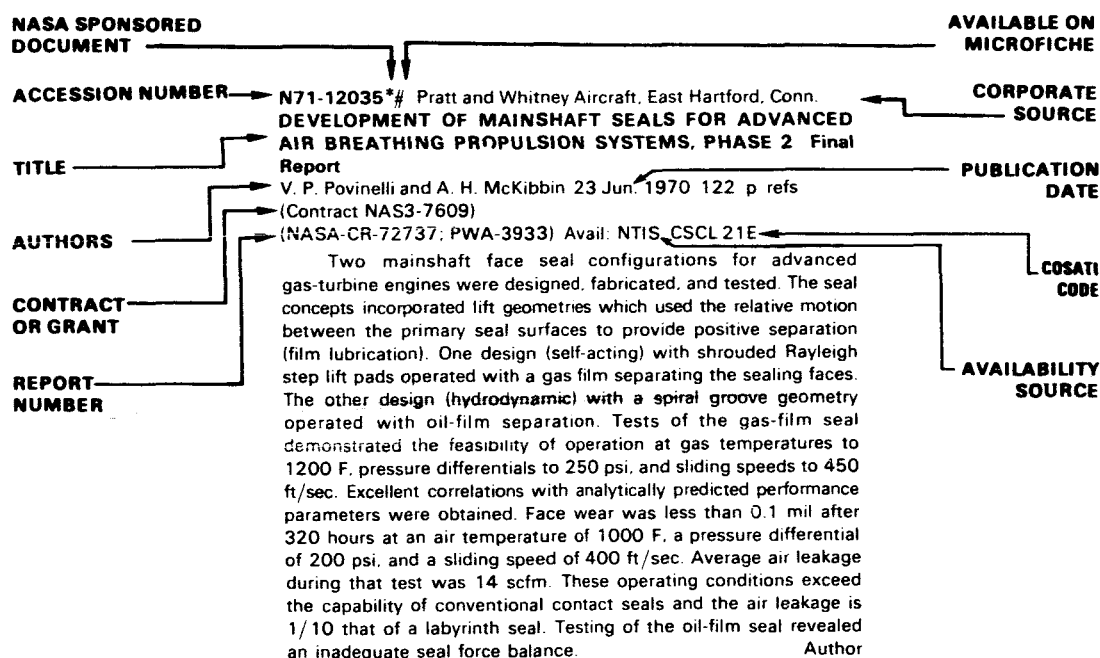 NASA SPONSORED
DOCUMENT
AVAILABLE ON
MICROFICHE
ACCESSION NUMBER
N71-12035*# Pratt and Whitney Aircraft, East Hartford, Conn.
CORPORATE
SOURCE
DEVELOPMENT OF MAINSHAFT SEALS FOR ADVANCED
AIR BREATHING PROPULSION SYSTEMS, PHASE 2 Final
Report
TITLE
V. P. Povinelli and A. H. McKibbin 23 Jun. 1970 122 p refs
PUBLICATION
DATE
(Contract NAS3-7609)
AUTHORS
(NASA-CR-72737; PWA-3933) Avail: NTIS CSCL 21E
COSATI
CODE
CONTRACT
OR GRANT
AVAILABILITY
SOURCE
REPORT
NUMBER
Two mainshaft face seal configurations for advanced
gas-turbine engines were designed, fabricated, and tested. The seal
concepts incorporated lift geometries which used the relative motion
between the primary seal surfaces to provide positive separation
(film lubrication). One design (self-acting) with shrouded Rayleigh
step lift pads operated with a gas film separating the sealing faces.
The other design (hydrodynamic) with a spiral groove geometry
operated with oil-film separation. Tests of the gas-film seal
demonstrated the feasibility of operation at gas temperatures to
1200 F, pressure differentials to 250 psi, and sliding speeds to 450
ft/sec. Excellent correlations with analytically predicted performance
parameters were obtained. Face wear was less than 0.1 mil after
320 hours at an air temperature of 1000 F, a pressure differential
of 200 psi, and a sliding speed of 400 ft/sec. Average air leakage
during that test was 14 scfm. These operating conditions exceed
the capability of conventional contact seals and the air leakage is
1/10 that of a labyrinth seal. Testing of the oil-film seal revealed
an inadequate seal force balance. Author